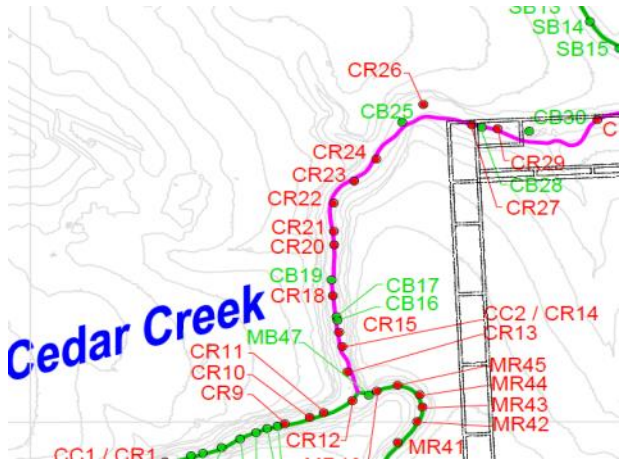 SB13
SB14
SB15
CR26
CB25
CB30
CR24
CR29
CR23
CB28
CR22
CR27
CR21
CR20
CB19
CB17
CR18
CB16
Cedar Creek
CC2 / CR14
CR15
CR13
MB47
CR11
MR45
CR10
MR44
CR9
MR43
CR12
MR42
MR41
CC1 / CR1